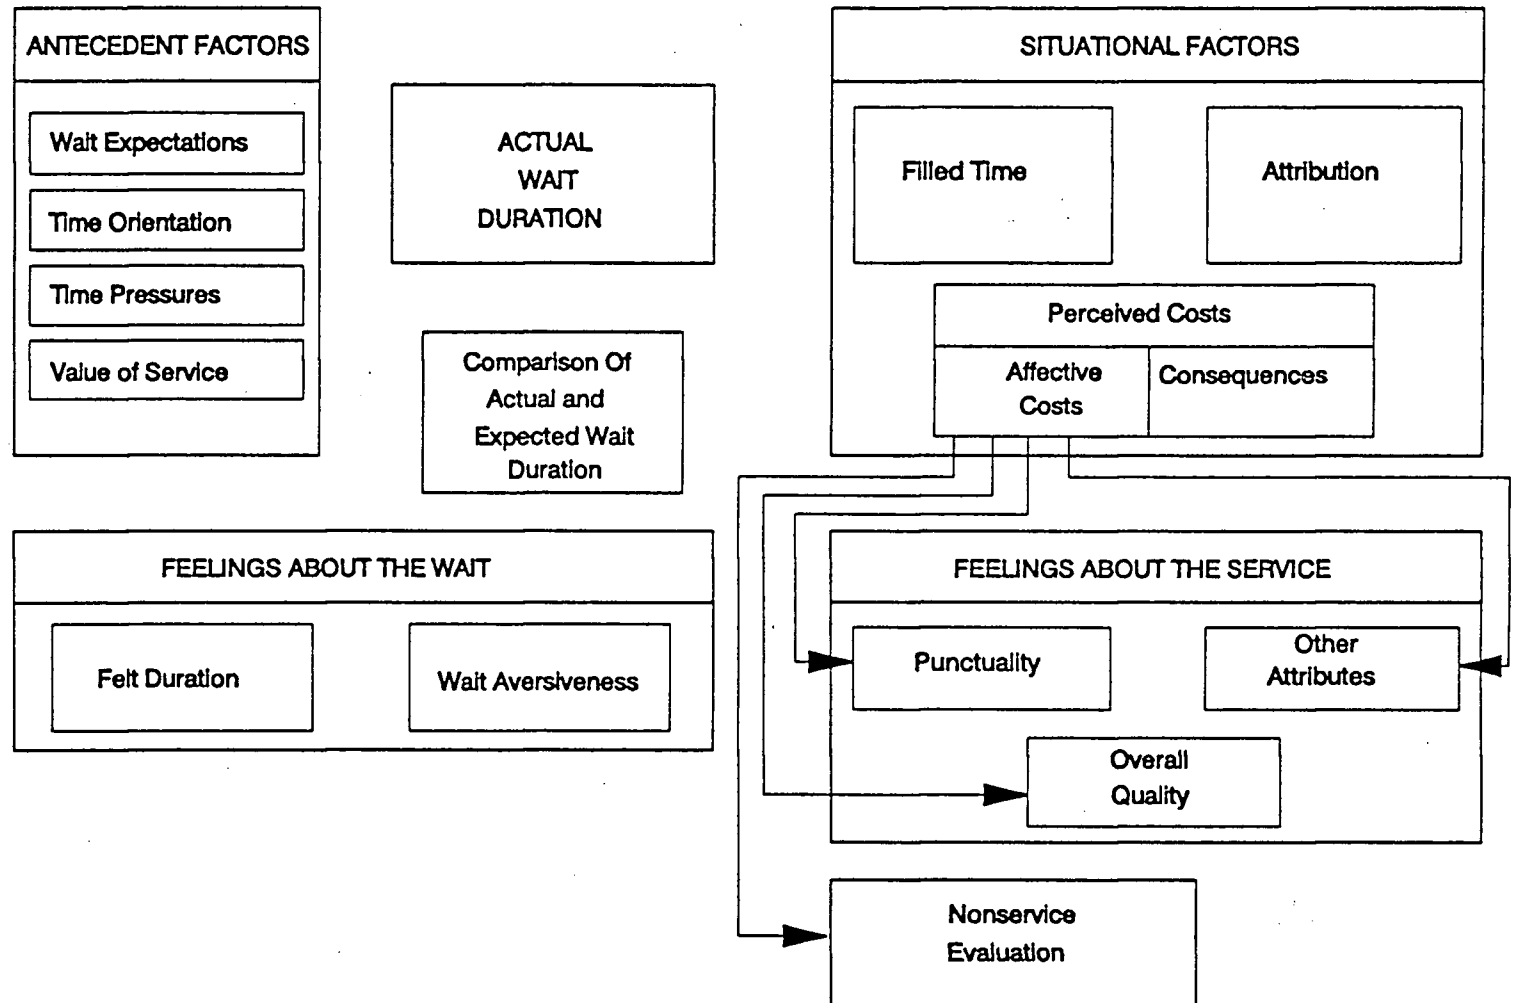 ANTECEDENT FACTORS
Wait Expectations
Time Orientation
Time Pressures
Value of Service
ACTUAL
WAIT
DURATION
Comparison Of
Actual and
Expected Wait
Duration
SITUATIONAL FACTORS
Filled Time
Attribution
Perceived Costs
Affective
Costs
Consequences
FEELINGS ABOUT THE WAIT
Felt Duration
Wait Aversiveness
FEELINGS ABOUT THE SERVICE
Punctuality
Other
Attributes
Overall
Quality
Nonservice
Evaluation